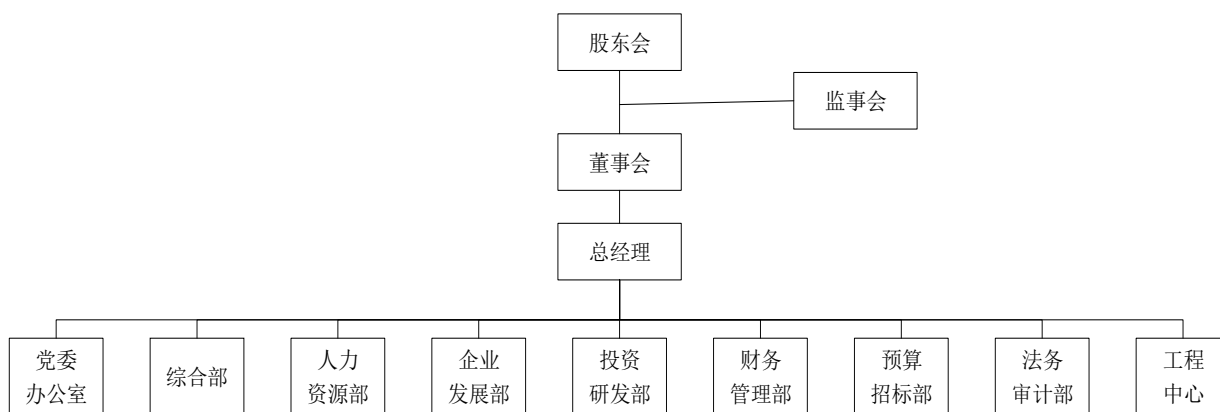 股东会
监事会
董事会
总经理
党委
办公室
综合部
人力
资源部
企业
发展部
投资
研发部
财务
管理部
预算
招标部
法务
审计部
工程
中心